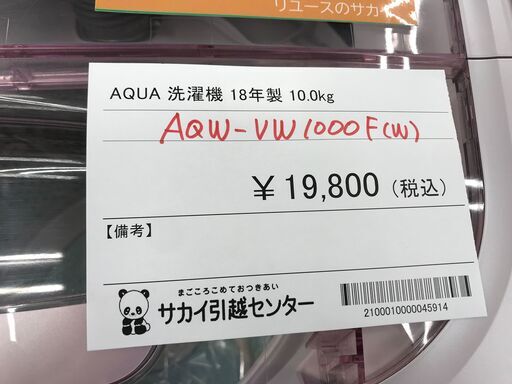 リユースのサカイ
AQUA 洗濯機 18年製 10.0kg
AQW-VW1000F(W)
￥19,800（税込）
【備考】
まごころこめておつきあい
サカイ引越センター
2100010000045914